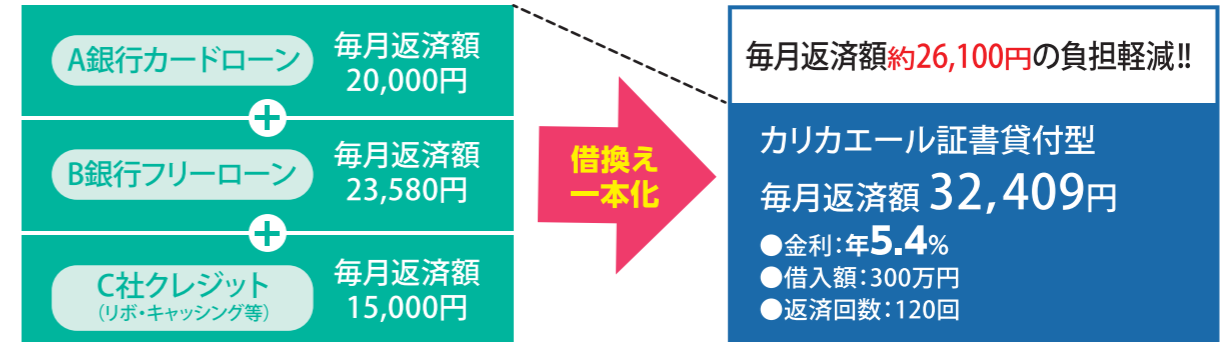 A銀行カードローン
毎月返済額
20,000円
+
B銀行フリーローン
毎月返済額
23,580円
+
C社クレジット
(リボ・キャッシング等)
毎月返済額
15,000円
借換え
一本化
毎月返済額約26,100円の負担軽減!!
カリカエール証書貸付型
毎月返済額 32,409円
●金利:年5.4%
●借入額:300万円
●返済回数:120回